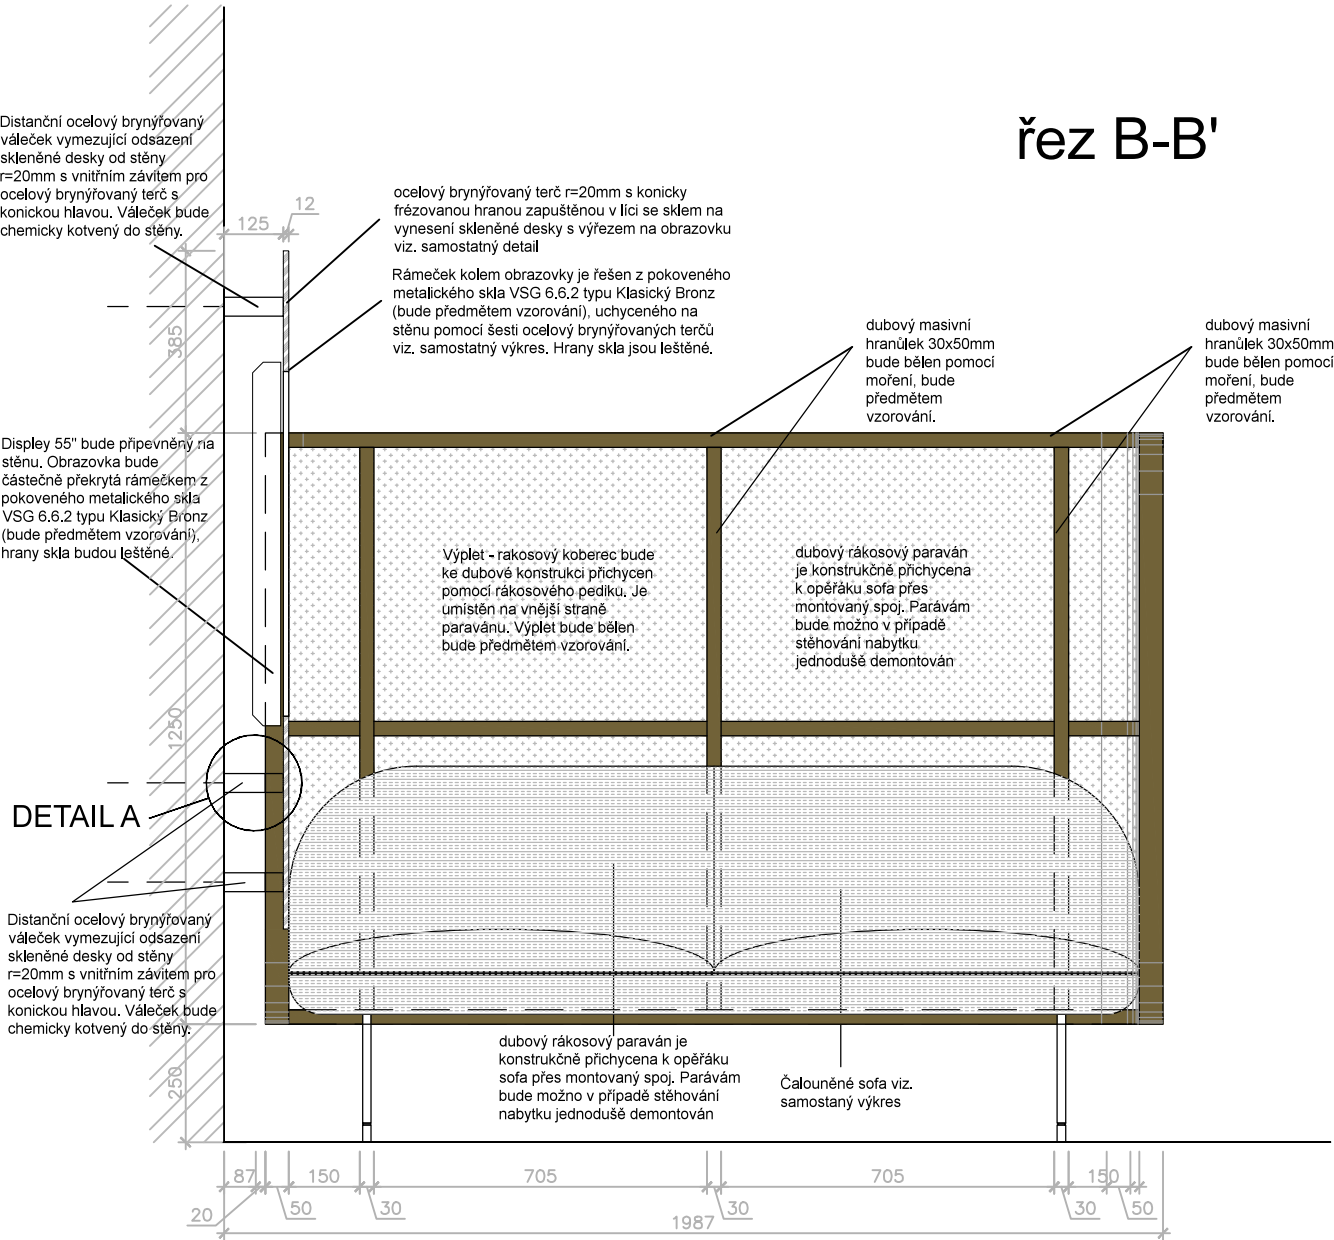 řez B-B'
Distanční ocelový brynýřovaný
váleček vymezující odsazení
skleněné desky od stěny
r=20mm s vnitřním závitem pro
ocelový brynýřovaný terč s
konickou hlavou. Váleček bude
chemicky kotvený do stěny.
125
12
ocelový brynýřovaný terč r=20mm s konicky
frézovanou hranou zapuštěnou v líci se sklem na
vynesení skleněné desky s výřezem na obrazovku
viz. samostatný detail
Rámeček kolem obrazovky je řešen z pokoveného
metalického skla VSG 6.6.2 typu Klasický Bronz
(bude předmětem vzorování), uchyceného na
stěnu pomocí šesti ocelový brynýřovaných terčů
viz. samostatný výkres. Hrany skla jsou leštěné.
dubový masivní
hranůlek 30x50mm
bude bělen pomocí
moření, bude
předmětem
vzorování.
dubový masivní
hranůlek 30x50mm
bude bělen pomocí
moření, bude
předmětem
vzorování.
385
Displey 55" bude připevněný na
stěnu. Obrazovka bude
částečně překrytá rámečkem z
pokoveného metalického skla
VSG 6.6.2 typu Klasický Bronz
(bude předmětem vzorování),
hrany skla budou leštěné.
Výplet - rakosový koberec bude
ke dubové konstrukci přichycen
pomocí rákosového pediku. Je
umístěn na vnější straně
paravánu. Výplet bude bělen
bude předmětem vzorování.
dubový rákosový paraván
je konstrukčně přichycena
k opěřáku sofa přes
montovaný spoj. Parávám
bude možno v případě
stěhování nabytku
jednodušě demontován
1250
DETAIL A
Distanční ocelový brynýřovaný
váleček vymezující odsazení
skleněné desky od stěny
r=20mm s vnitřním závitem pro
ocelový brynýřovaný terč s
konickou hlavou. Váleček bude
chemicky kotvený do stěny.
250
dubový rákosový paraván je
konstrukčně přichycena k opěřáku
sofa přes montovaný spoj. Parávám
bude možno v případě stěhování
nabytku jednodušě demontován
Čalouněné sofa viz.
samostaný výkres
87
150
705
705
150
20
50
30
30
30
50
1987